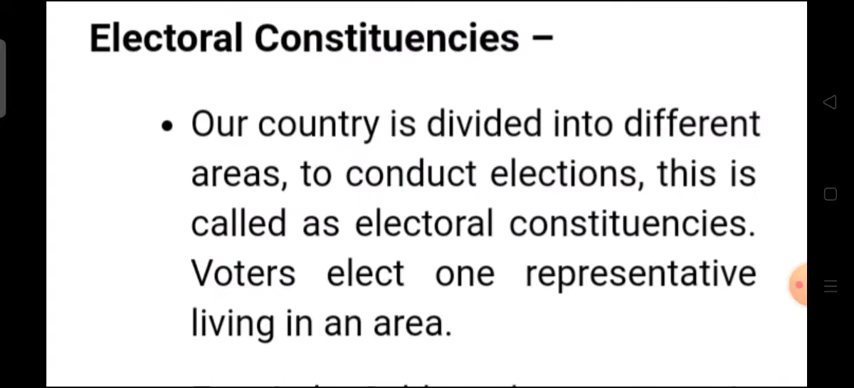 Electoral Constituencies –
• Our country is divided into different
areas, to conduct elections, this is
called as electoral constituencies.
Voters elect one representative
living in an area.